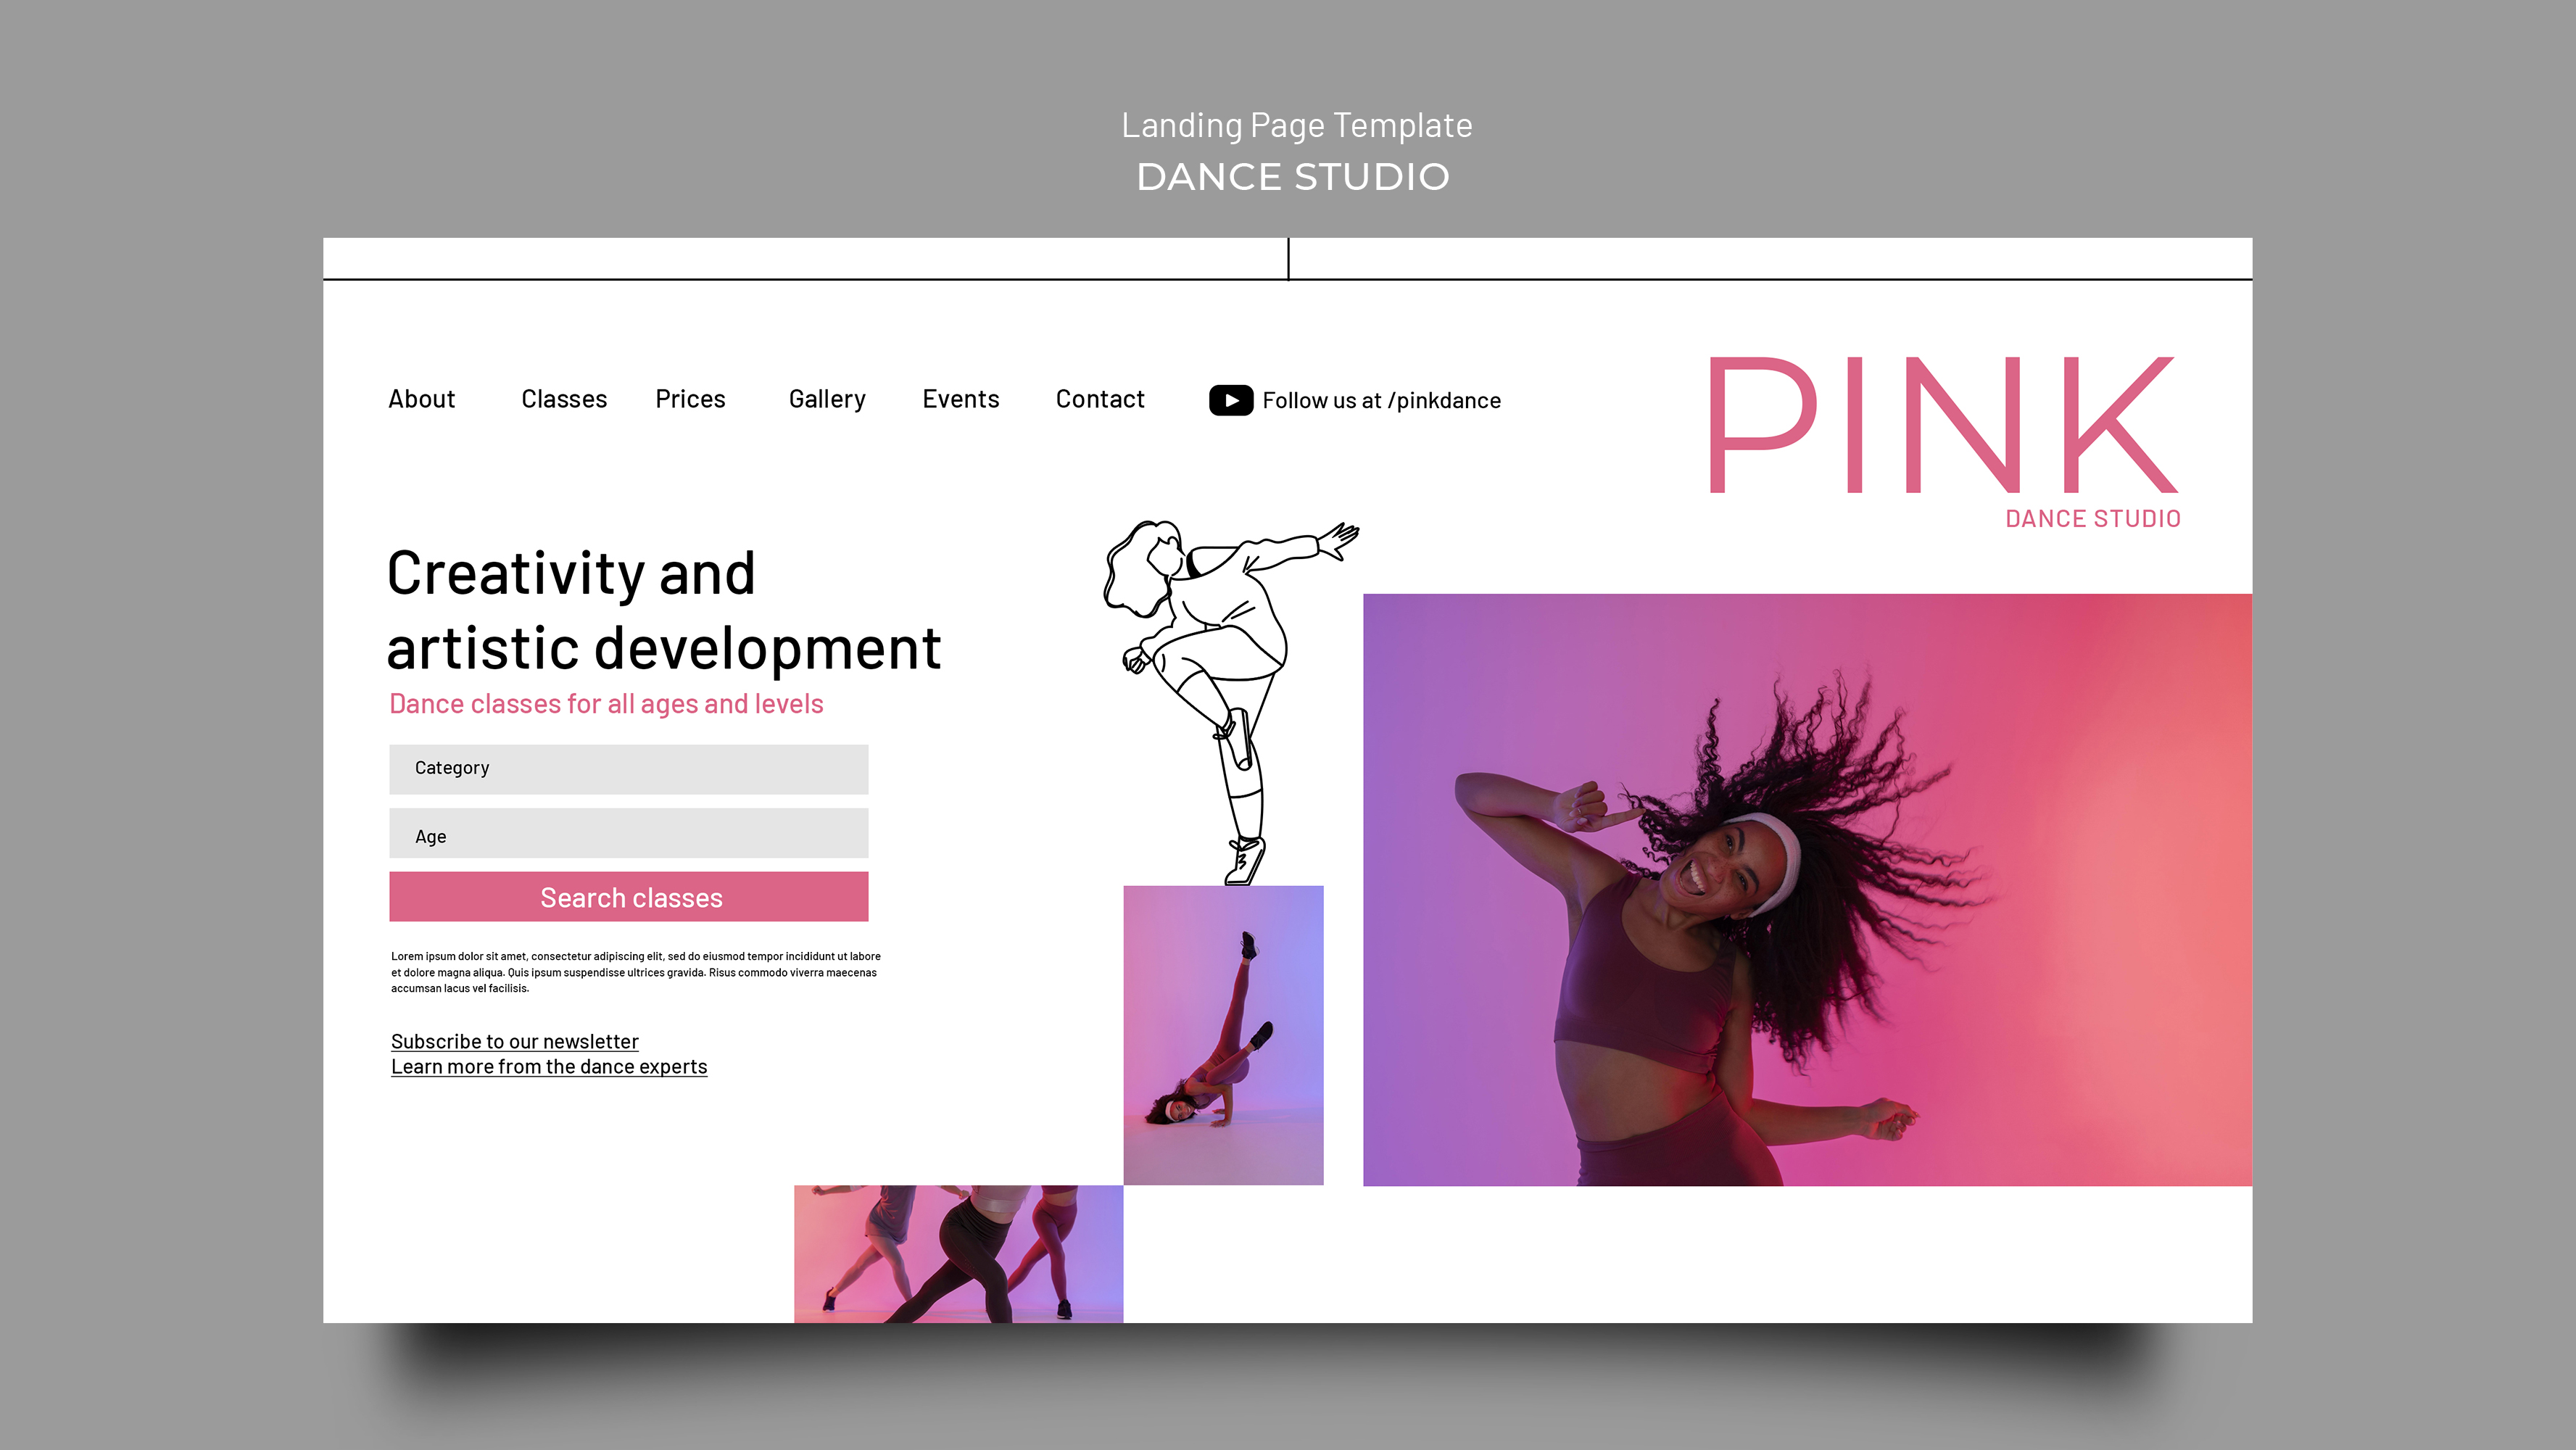 Landing Page Template
DANCE STUDIO
About Classes Prices Gallery Events Contact Follow us at /pinkdance
PINK
DANCE STUDIO
Creativity and
artistic development
Dance classes for all ages and levels
Category
Age
Search classes
Lorem ipsum dolor sit amet, consectetur adipiscing elit, sed do eiusmod tempor incididunt ut labore
et dolore magna aliqua. Quis ipsum suspendisse ultrices gravida. Risus commodo viverra maecenas
accumsan lacus vel facilisis.
Subscribe to our newsletter
Learn more from the dance experts